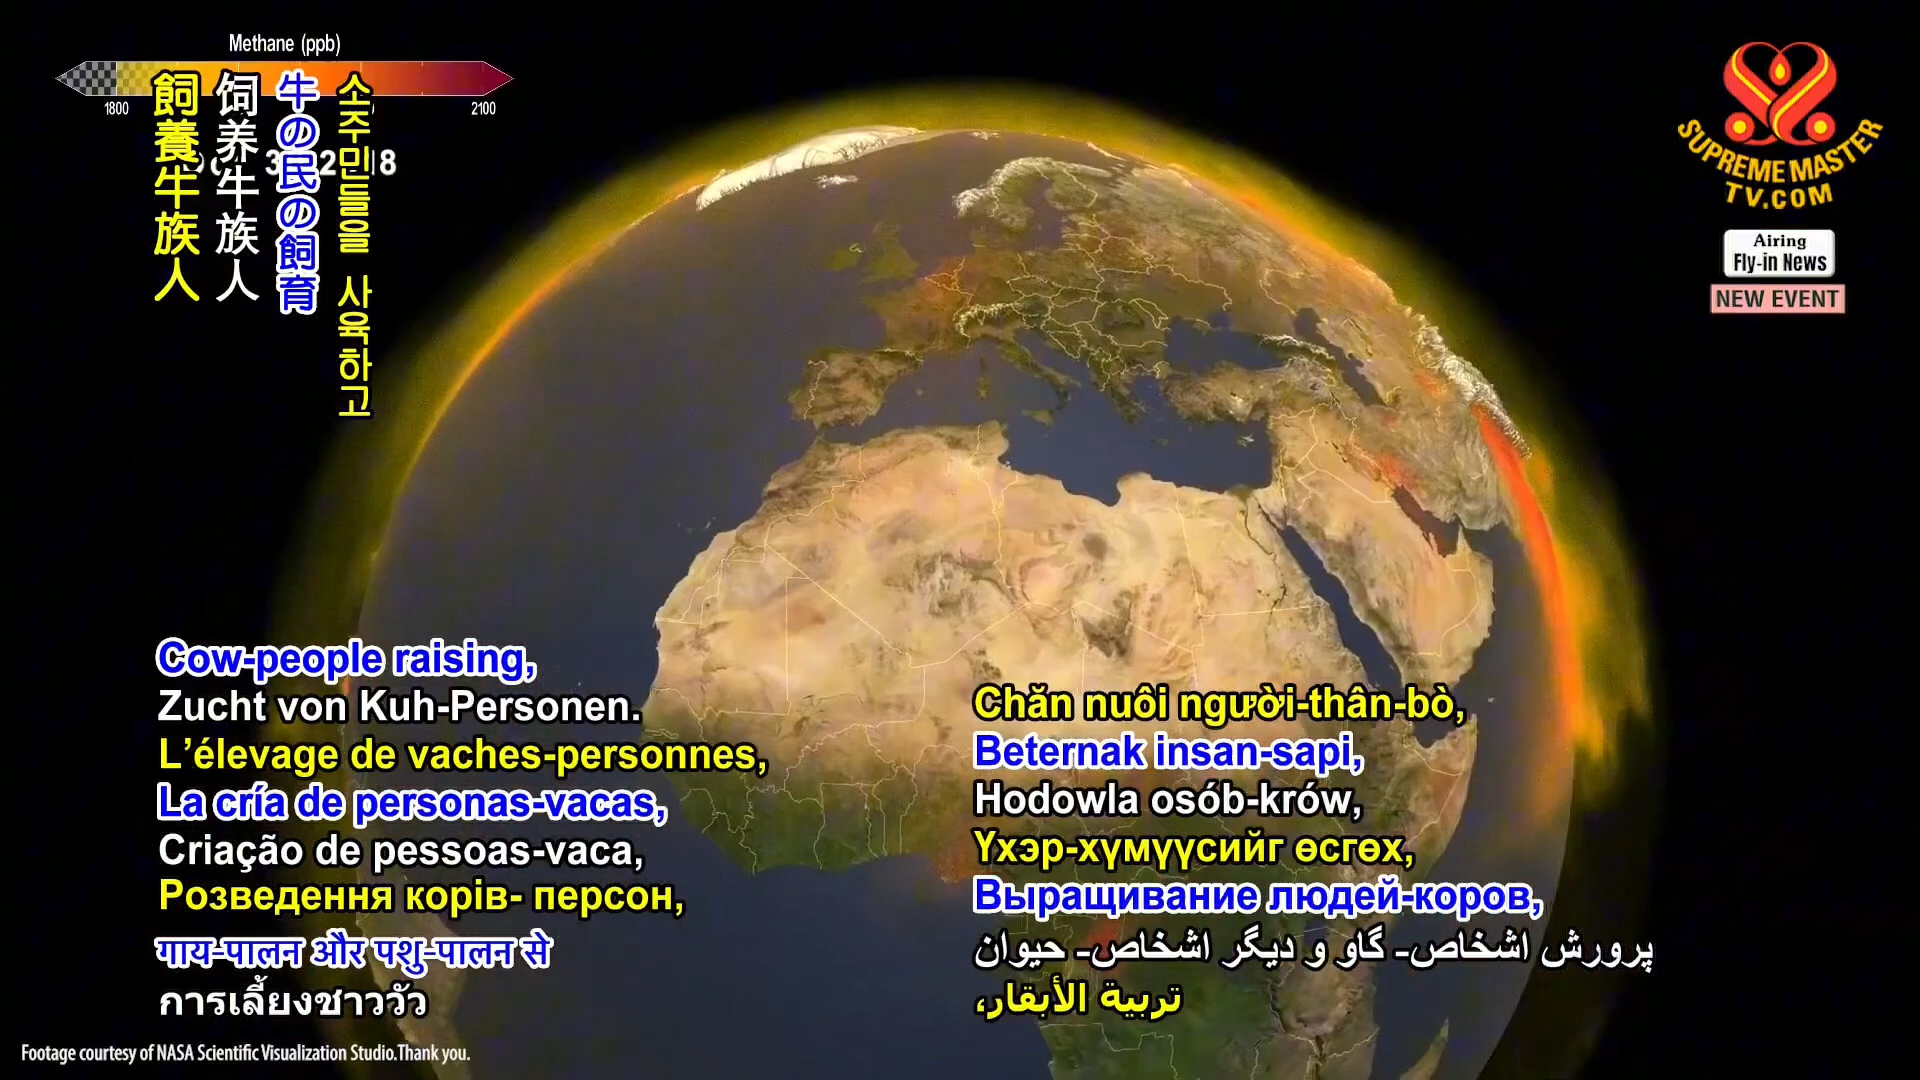 Methane (ppb)
1800
2100
飼養牛族人
饲养牛族人
牛の民の飼育
소주민들을 사육하고
SUPREME MASTER
TV.COM
Airing
Fly-in News
NEW EVENT
Cow-people raising,
Zucht von Kuh-Personen.
L’élevage de vaches-personnes,
La cría de personas-vacas,
Criação de pessoas-vaca,
Розведення корів- персон,
गाय-पालन और पशु-पालन से
การเลี้ยงชาววัว
Chăn nuôi người-thân-bò,
Beternak insan-sapi,
Hodowla osób-krów,
Үхэр-хүмүүсийг өсгөх,
Выращивание людей-коров,
پرورش اشخاص- گاو و دیگر اشخاص- حیوان
تربية الأبقار،
Footage courtesy of NASA Scientific Visualization Studio.Thank you.